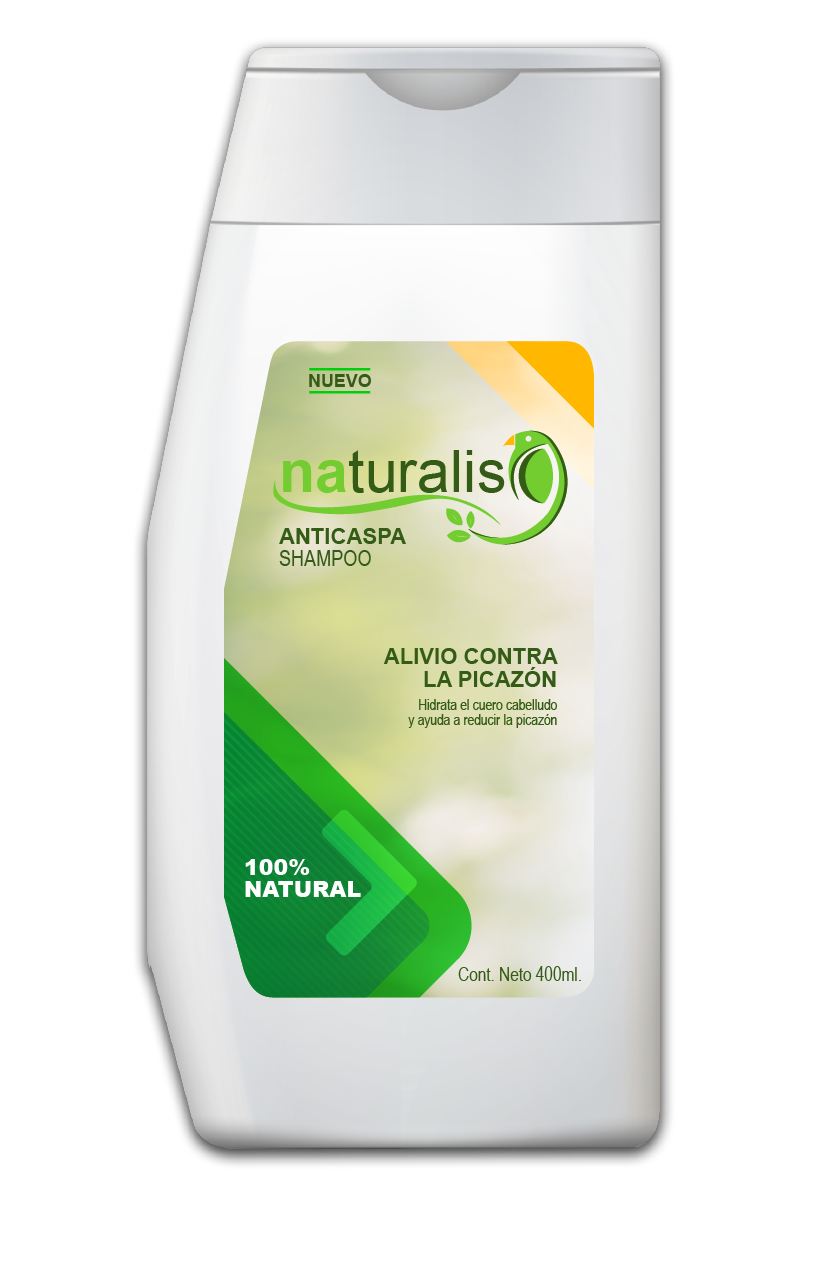 NUEVO
naturalis
ANTICASPA
SHAMPOO
ALIVIO CONTRA
LA PICAZÓN
Hidrata el cuero cabelludo
y ayuda a reducir la picazón
100%
NATURAL
Cont. Neto 400ml.